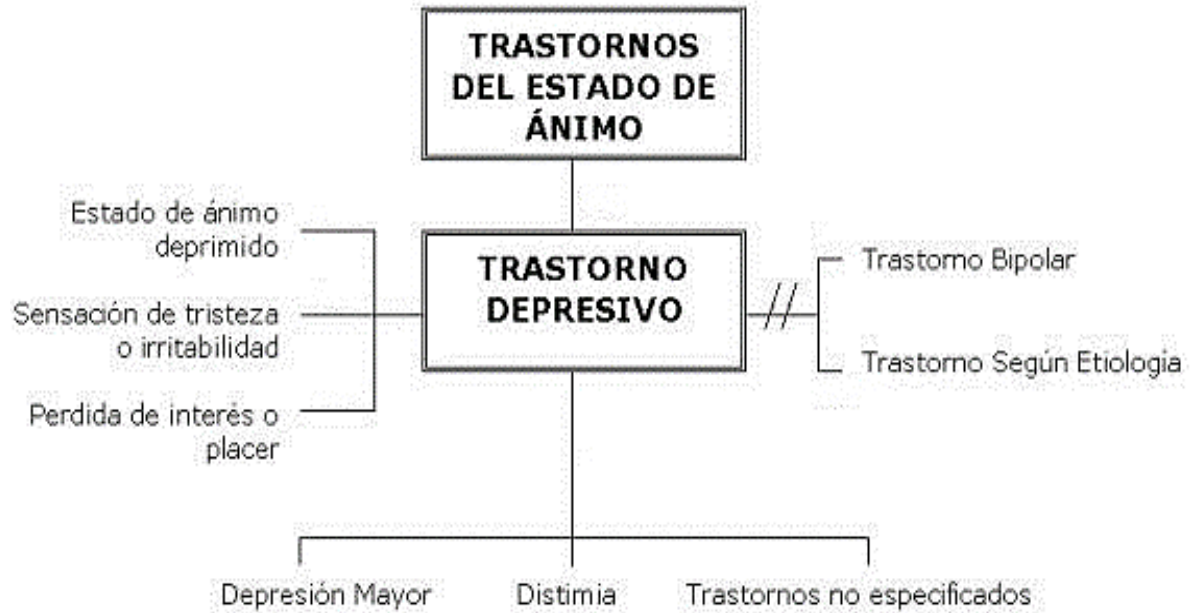 TRASTORNOS
DEL ESTADO DE
ÁNIMO
Estado de ánimo
deprimido
Sensación de tristeza
o irritabilidad
Perdida de interés o
placer
TRASTORNO
DEPRESIVO
Trastorno Bipolar
Trastorno Según Etiología
Depresión Mayor
Distimia
Trastornos no especificados